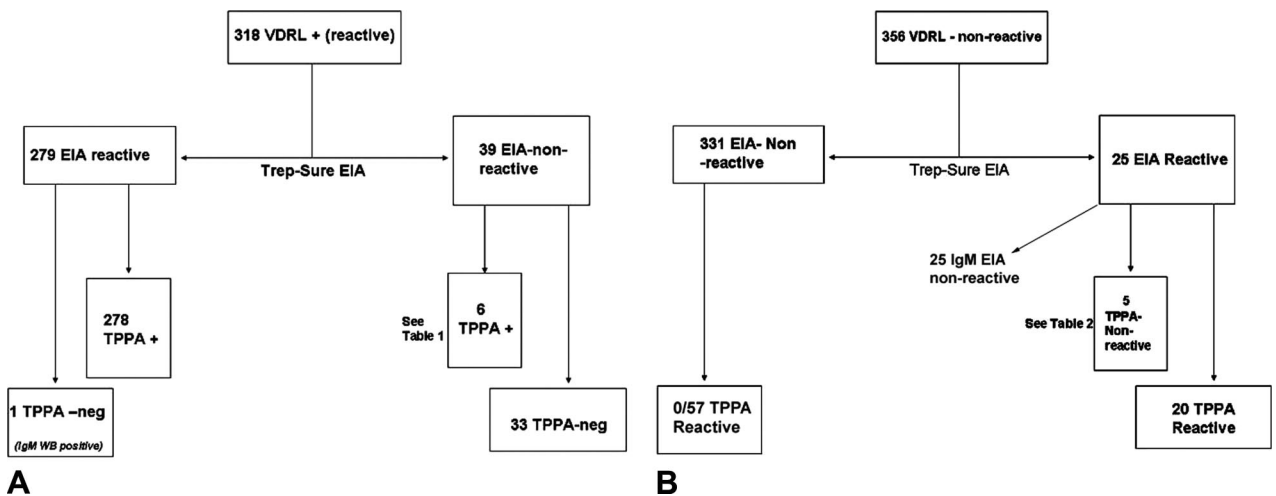 318 VDRL + (reactive)
279 EIA reactive
Trep-Sure EIA
39 EIA-non-
reactive
278
TPPA +
See
Table 1
6
TPPA +
1 TPPA –neg
(IgM WB positive)
33 TPPA-neg
A
356 VDRL - non-reactive
331 EIA- Non
-reactive
Trep-Sure EIA
25 EIA Reactive
25 IgM EIA
non-reactive
See Table 2
5
TPPA-
Non-
reactive
0/57 TPPA
Reactive
20 TPPA
Reactive
B